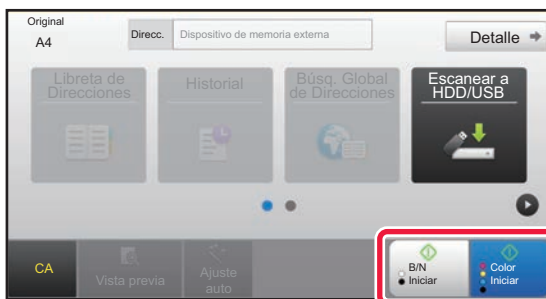 Original
A4
Direcc.
Dispositivo de memoria externa
Detalle
Libreta de
Direcciones
Historial
Búsq. Global
de Direcciones
Escanear a
HDD/USB
CA
Vista previa
Ajuste
auto
B/N
Iniciar
Color
Iniciar